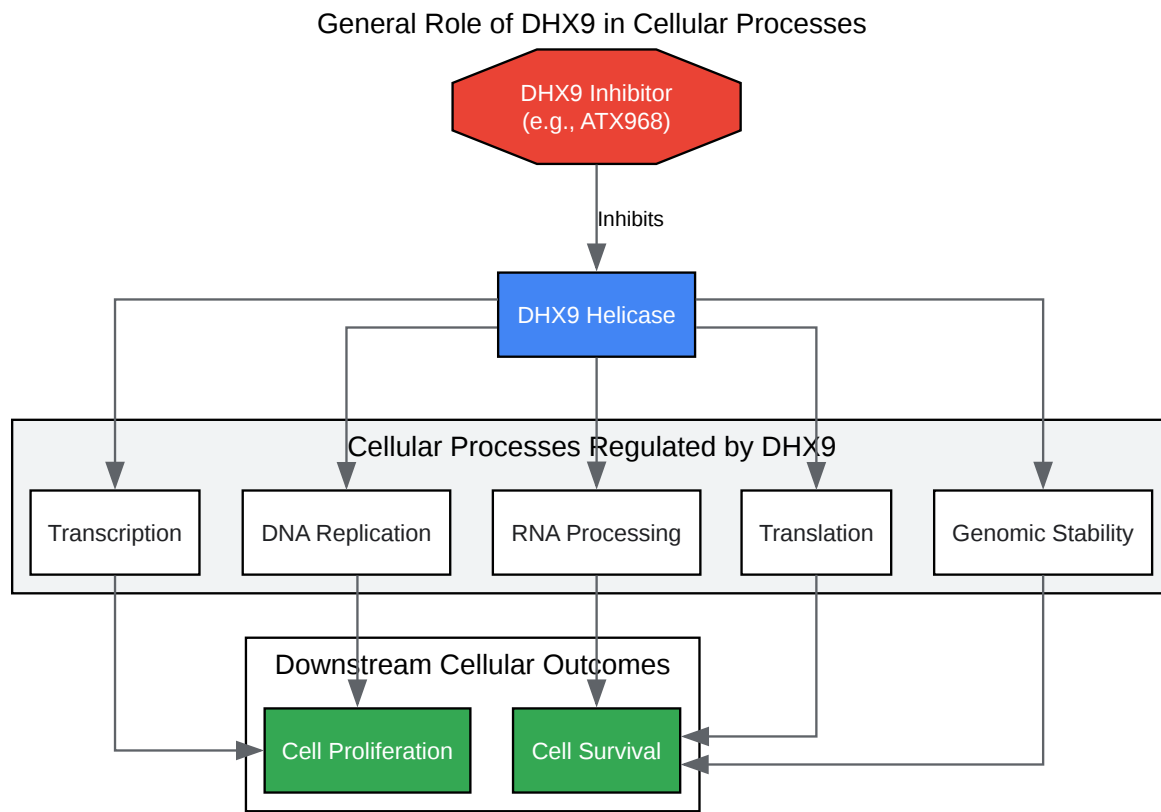 General Role of DHX9 in Cellular Processes
DHX9 Inhibitor
(e.g., ATX968)
Inhibits
DHX9 Helicase
Cellular Processes Regulated by DHX9
Transcription
DNA Replication
RNA Processing
Translation
Genomic Stability
Downstream Cellular Outcomes
Cell Proliferation
Cell Survival